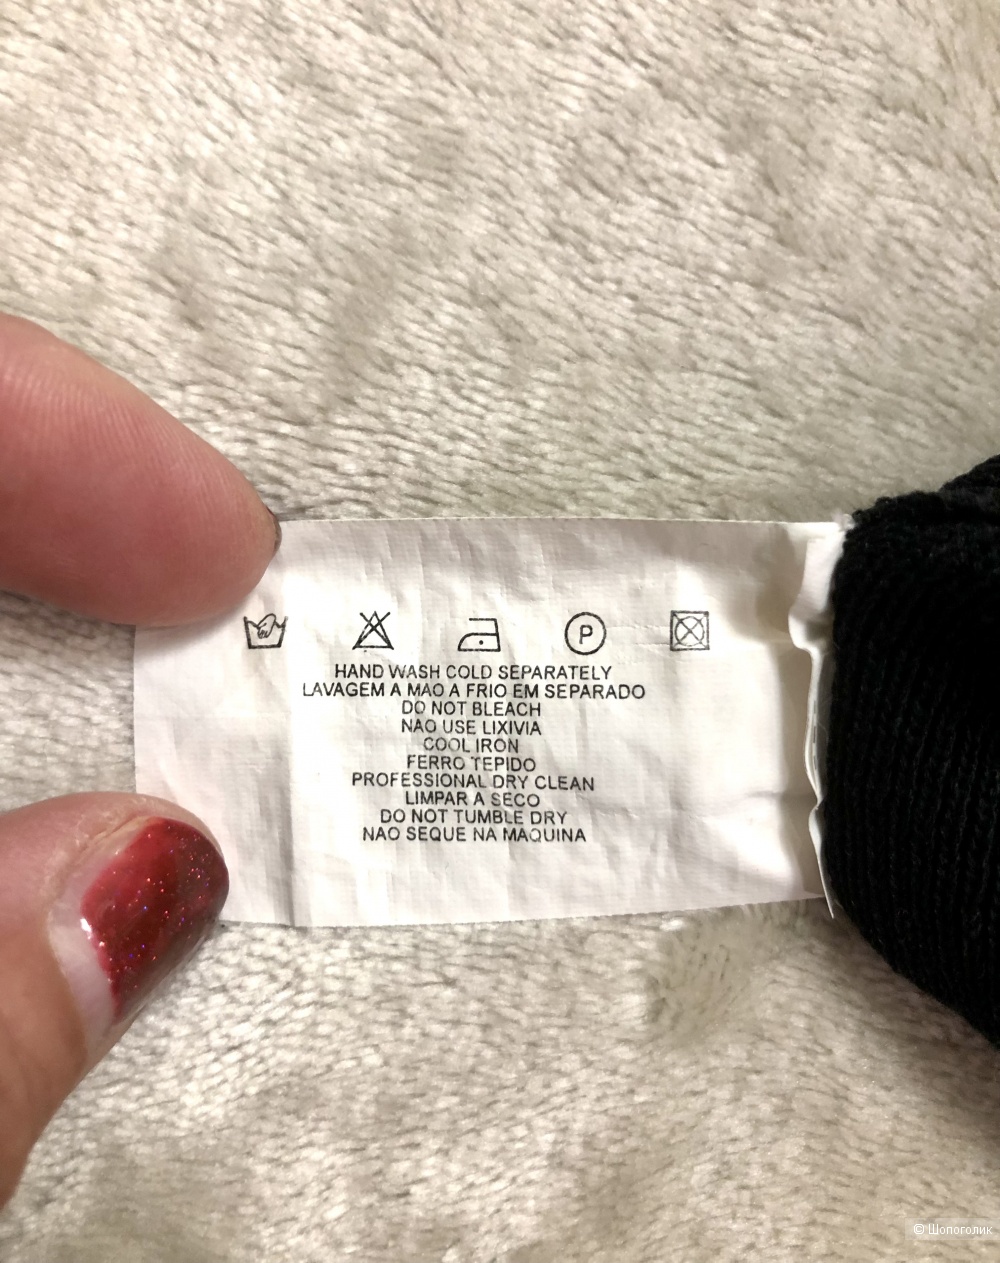 P
HAND WASH COLD SEPARATELY
LAVAGEM A MAO A FRIO EM SEPARADO
DO NOT BLEACH
NAO USE LIXIVIA
COOL IRON
FERRO TEPIDO
PROFESSIONAL DRY CLEAN
LIMPAR A SECO
DO NOT TUMBLE DRY
NAO SEQUE NA MAQUINA
© Шопоголик